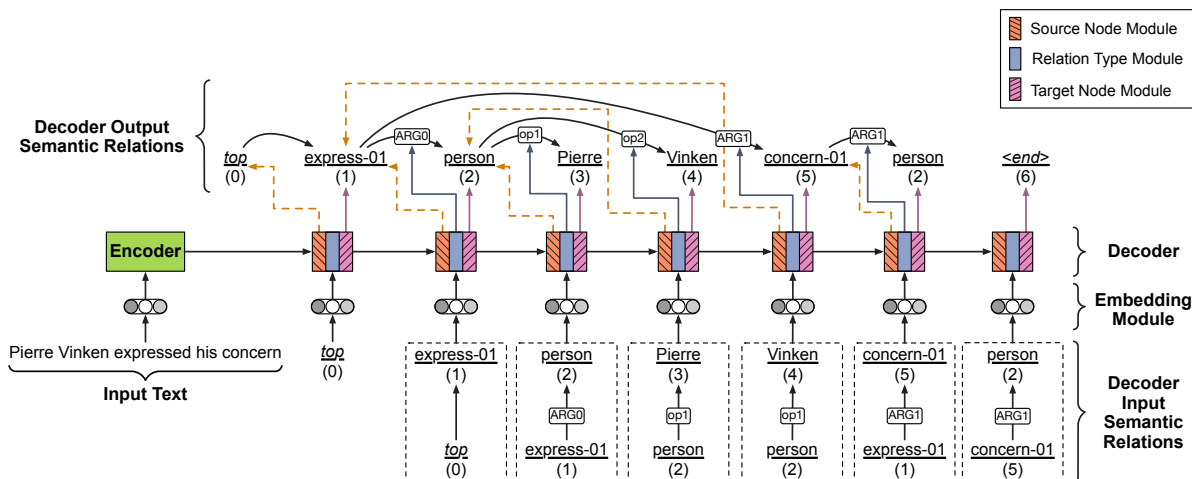 Source Node Module
Relation Type Module
Target Node Module
Decoder Output
Semantic Relations
ARG0
op1
op2
ARG1
ARG1
top
express-01
person
Pierre
Vinken
concern-01
person
<end>
(0)
(1)
(2)
(3)
(4)
(5)
(2)
(6)
Encoder
Decoder
Embedding
Module
Pierre Vinken expressed his concern
Input Text
top
(0)
express-01
(1)
top
(0)
person
(2)
ARG0
express-01
(1)
Pierre
(3)
op1
person
(2)
Vinken
(4)
op1
person
(2)
concern-01
(5)
ARG1
express-01
(1)
person
(2)
ARG1
concern-01
(5)
Decoder
Input
Semantic
Relations